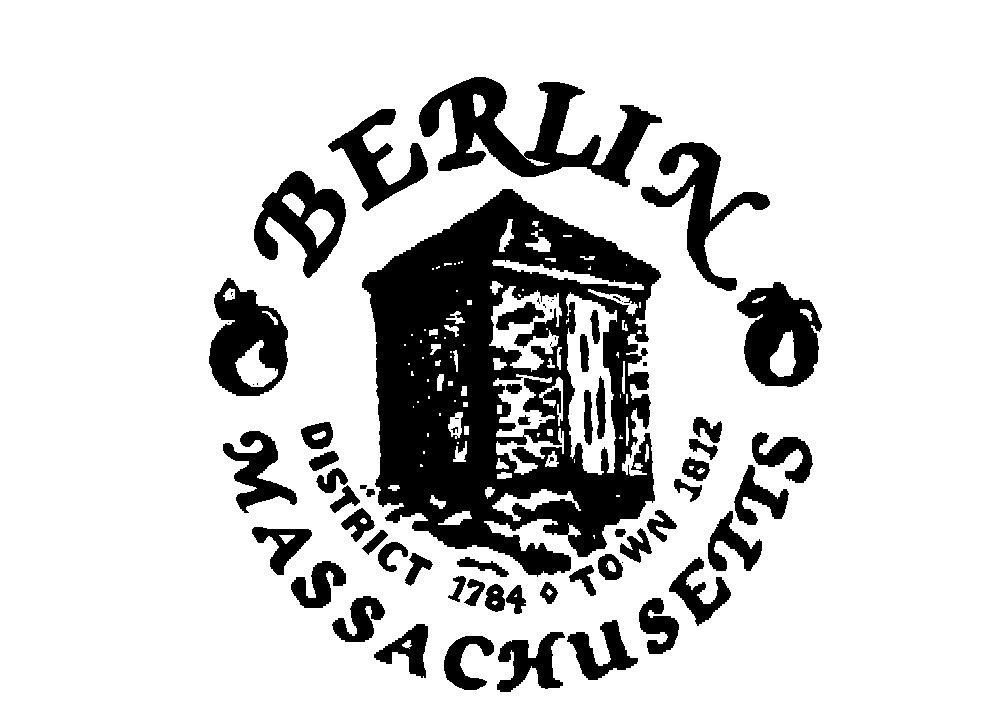 BERLIN
DISTRICT 1784 ◊ TOWN 1812
MASSACHUSETTS